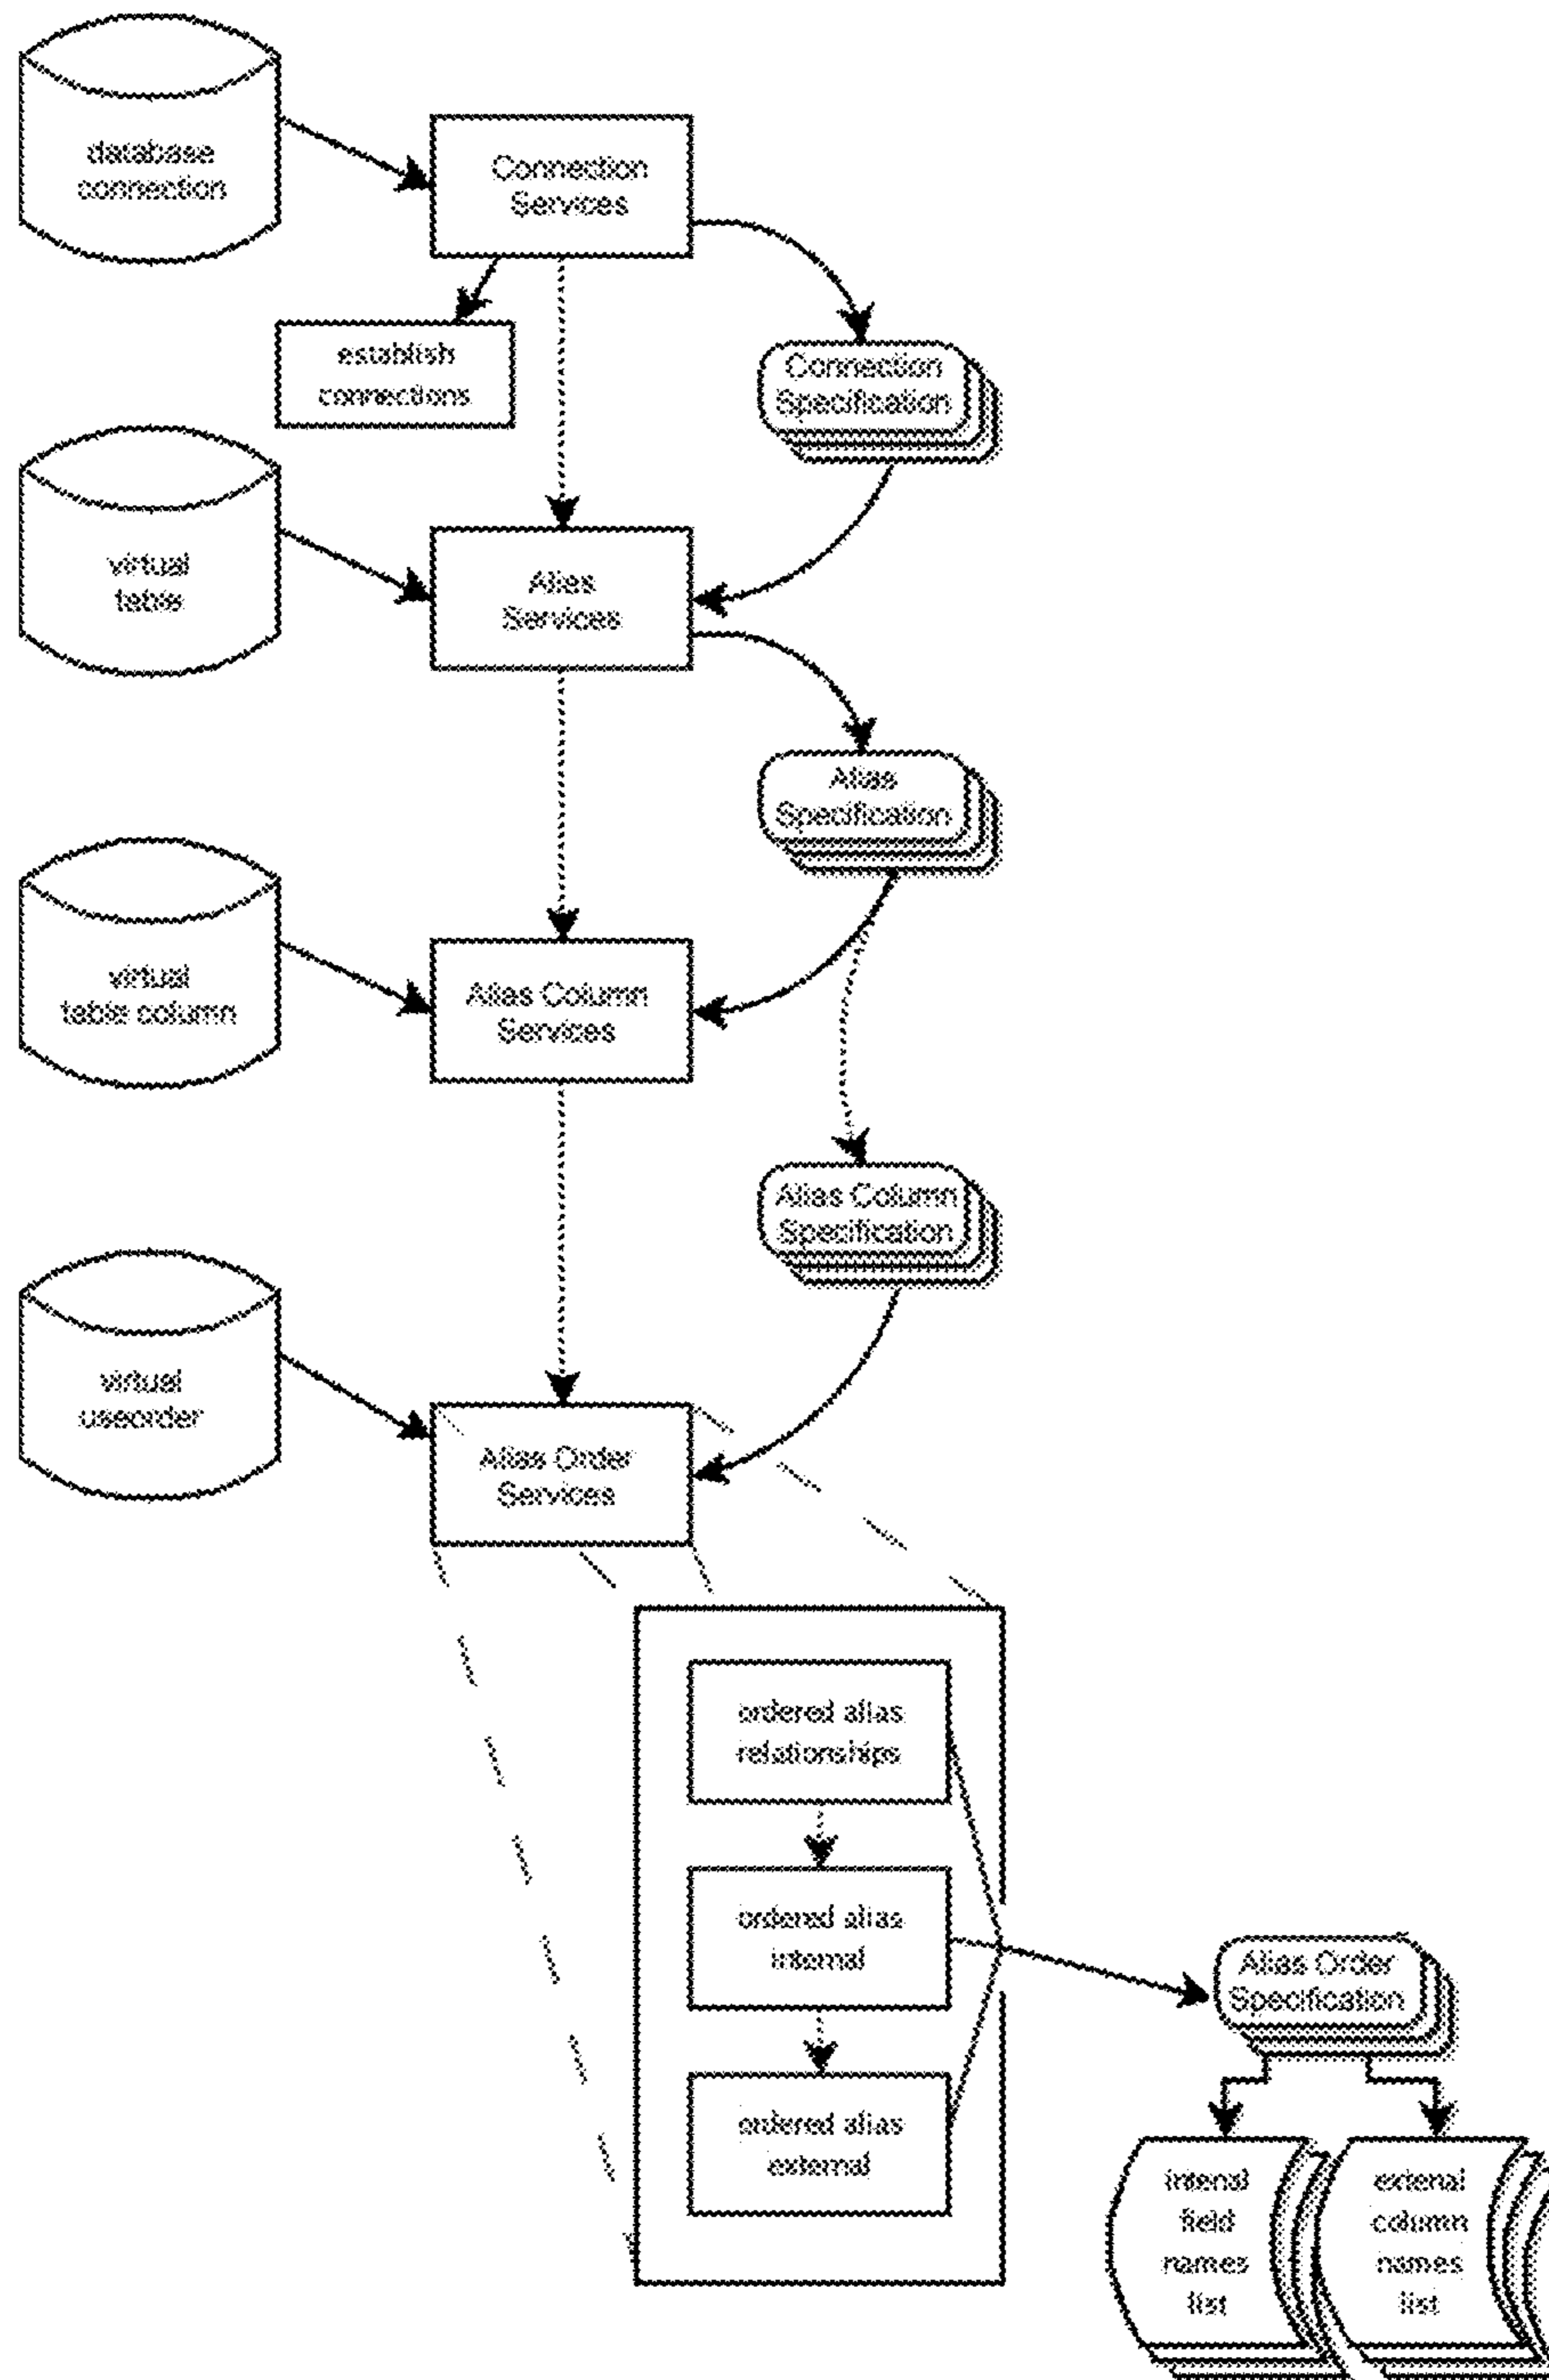 database
connection
Connection
Services
establish
connections
Connection
Specification
virtual
table
Alias
Services
Alias
Specification
virtual
table column
Alias Column
Services
Alias Column
Specification
virtual
useorder
Alias Order
Services
ordered alias
relationships
ordered alias
internal
ordered alias
external
Alias Order
Specification
intenal
field
names
list
extenal
column
names
list